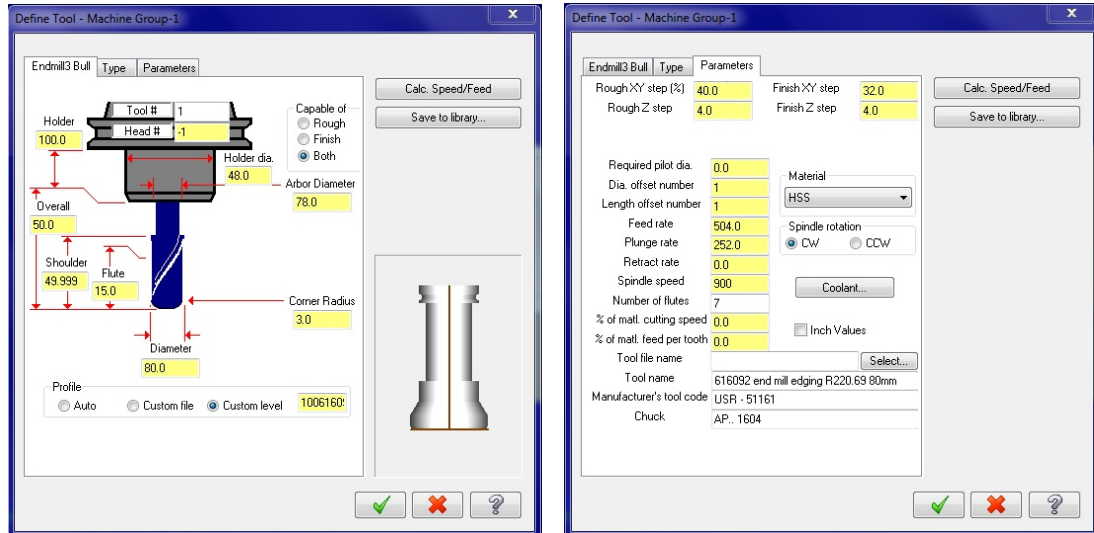 Define Tool - Machine Group-1
x
Endmill3 Bull Type Parameters
Tool # 1
Head # -1
Holder
100.0
Capable of
Rough
Finish
Both
Holder dia.
48.0
Arbor Diameter
78.0
Overall
50.0
Shoulder
49.999
Flute
15.0
Corner Radius
3.0
Diameter
80.0
Profile
Auto Custom file Custom level
Calc. Speed/Feed
Save to library...
Define Tool - Machine Group-1
x
Endmill3 Bull Type Parameters
Rough XY step (%) 40.0 Finish XY step 32.0
Rough Z step 4.0 Finish Z step 4.0
Required pilot dia. 0.0
Dia. offset number 1
Length offset number 1
Feed rate 504.0
Plunge rate 252.0
Retract rate 0.0
Spindle speed 900
Number of flutes 7
% of matl. cutting speed 0.0
% of matl. feed per tooth 0.0
Tool file name Select...
Tool name 616092 end mill edging R220.69 80mm
Manufacturer's tool code USR - 51161
Chuck AP.. 1604
Material
HSS
Spindle rotation
CW CCW
Coolant...
Inch Values
Calc. Speed/Feed
Save to library...